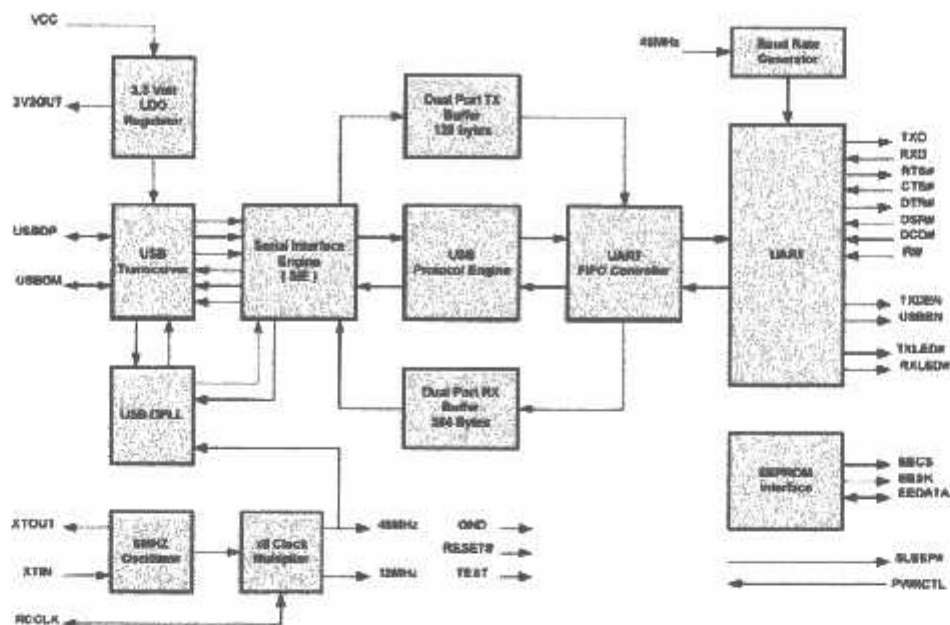 VCC
3.3 Volt
LDO
Regulator
3V3OUT
48MHz
Baud Rate
Generator
Dual Port TX
Buffer
128 bytes
USBDP
USBDM
USB
Transceiver
Serial Interface
Engine
( SIE )
USB
Protocol Engine
UART
FIFO Controller
UART
TXD
RXD
RTS#
CTS#
DTR#
DSR#
DCD#
RI#
TXDEN
USBEN
TXLED#
RXLED#
USB DPLL
Dual Port RX
Buffer
384 Bytes
EEPROM
Interface
EECS
EESK
EEDATA
XTOUT
XTIN
6MHZ
Oscillator
x8 Clock
Multiplier
48MHz
12MHz
GND
RESET#
TEST
SLEEP#
PWRCTL
RCCLK